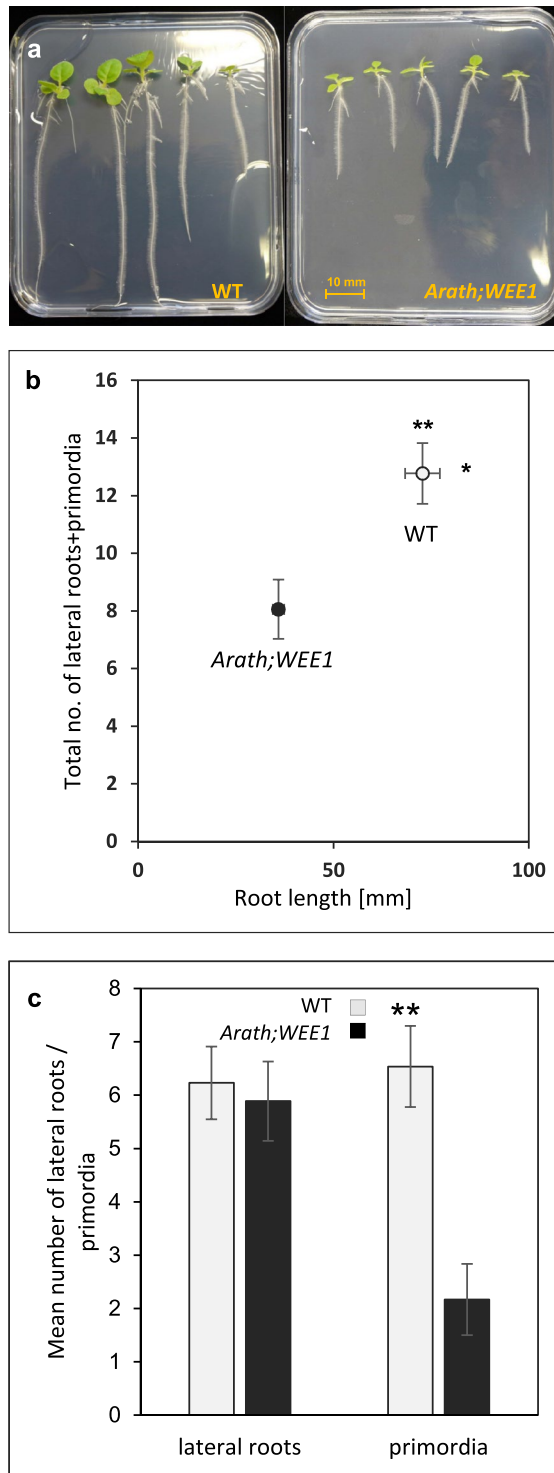 a
WT
10 mm
Arath;WEE1
b
16
14
12
10
8
6
4
2
0
0
50
100
Total no. of lateral roots+primordia
Root length [mm]
**
*
WT
Arath;WEE1
c
8
7
6
5
4
3
2
1
0
Mean number of lateral roots /
primordia
WT
Arath;WEE1
**
lateral roots
primordia